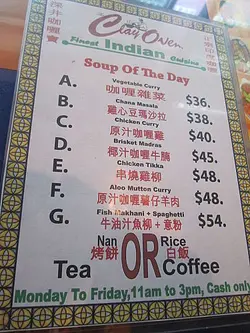 Clay Oven
Finest Indian Cuisine
Soup Of The Day
A. Vegetable Curry
咖喱雜菜 $36.
B. Chana Masala
雞心豆瑪沙拉 $38.
C. Chicken Curry
原汁咖喱雞 $40.
D. Brisket Madras
椰汁咖喱牛腩 $45.
E. Chicken Tikka
串燒雞柳 $48.
F. Aloo Mutton Curry
原汁咖喱薯仔羊肉 $48.
G. Fish Makhani + Spaghetti
牛油汁魚柳 + 意粉 $54.
Nan OR Rice
烤餅 白飯
Tea Coffee
Monday To Friday,11am to 3pm, Cash only